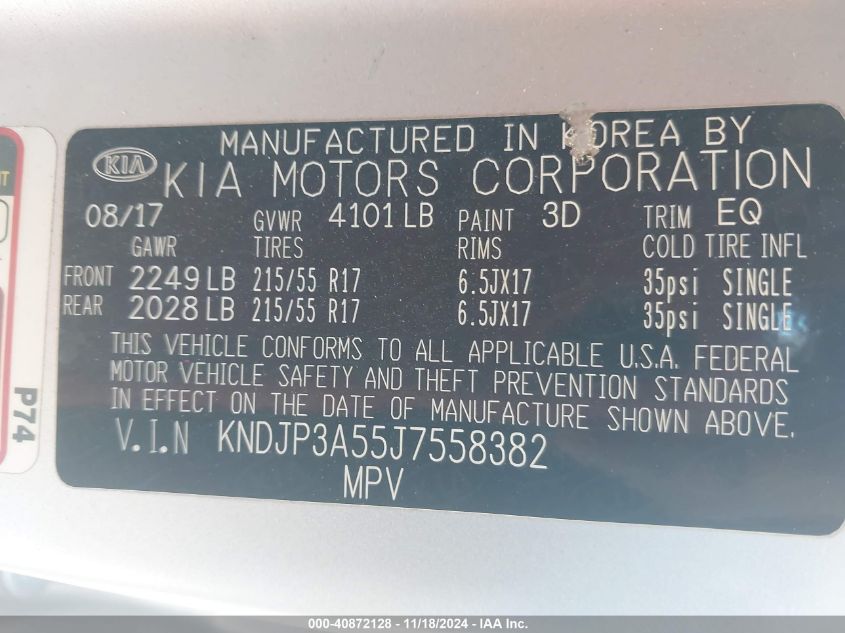 MANUFACTURED IN KOREA BY
KIA KIA MOTORS CORPORATION
08/17 GVWR 4101 LB PAINT 3D TRIM EQ
GAWR TIRES RIMS COLD TIRE INFL
FRONT 2249 LB 215/55 R17 6.5JX17 35psi SINGLE
REAR 2028 LB 215/55 R17 6.5JX17 35psi SINGLE
THIS VEHICLE CONFORMS TO ALL APPLICABLE U.S.A. FEDERAL
MOTOR VEHICLE SAFETY AND THEFT PREVENTION STANDARDS
IN EFFECT ON THE DATE OF MANUFACTURE SHOWN ABOVE.
V.I.N KNDJP3A55J7558382
MPV
P74
000-40872128 - 11/18/2024 - IAA Inc.